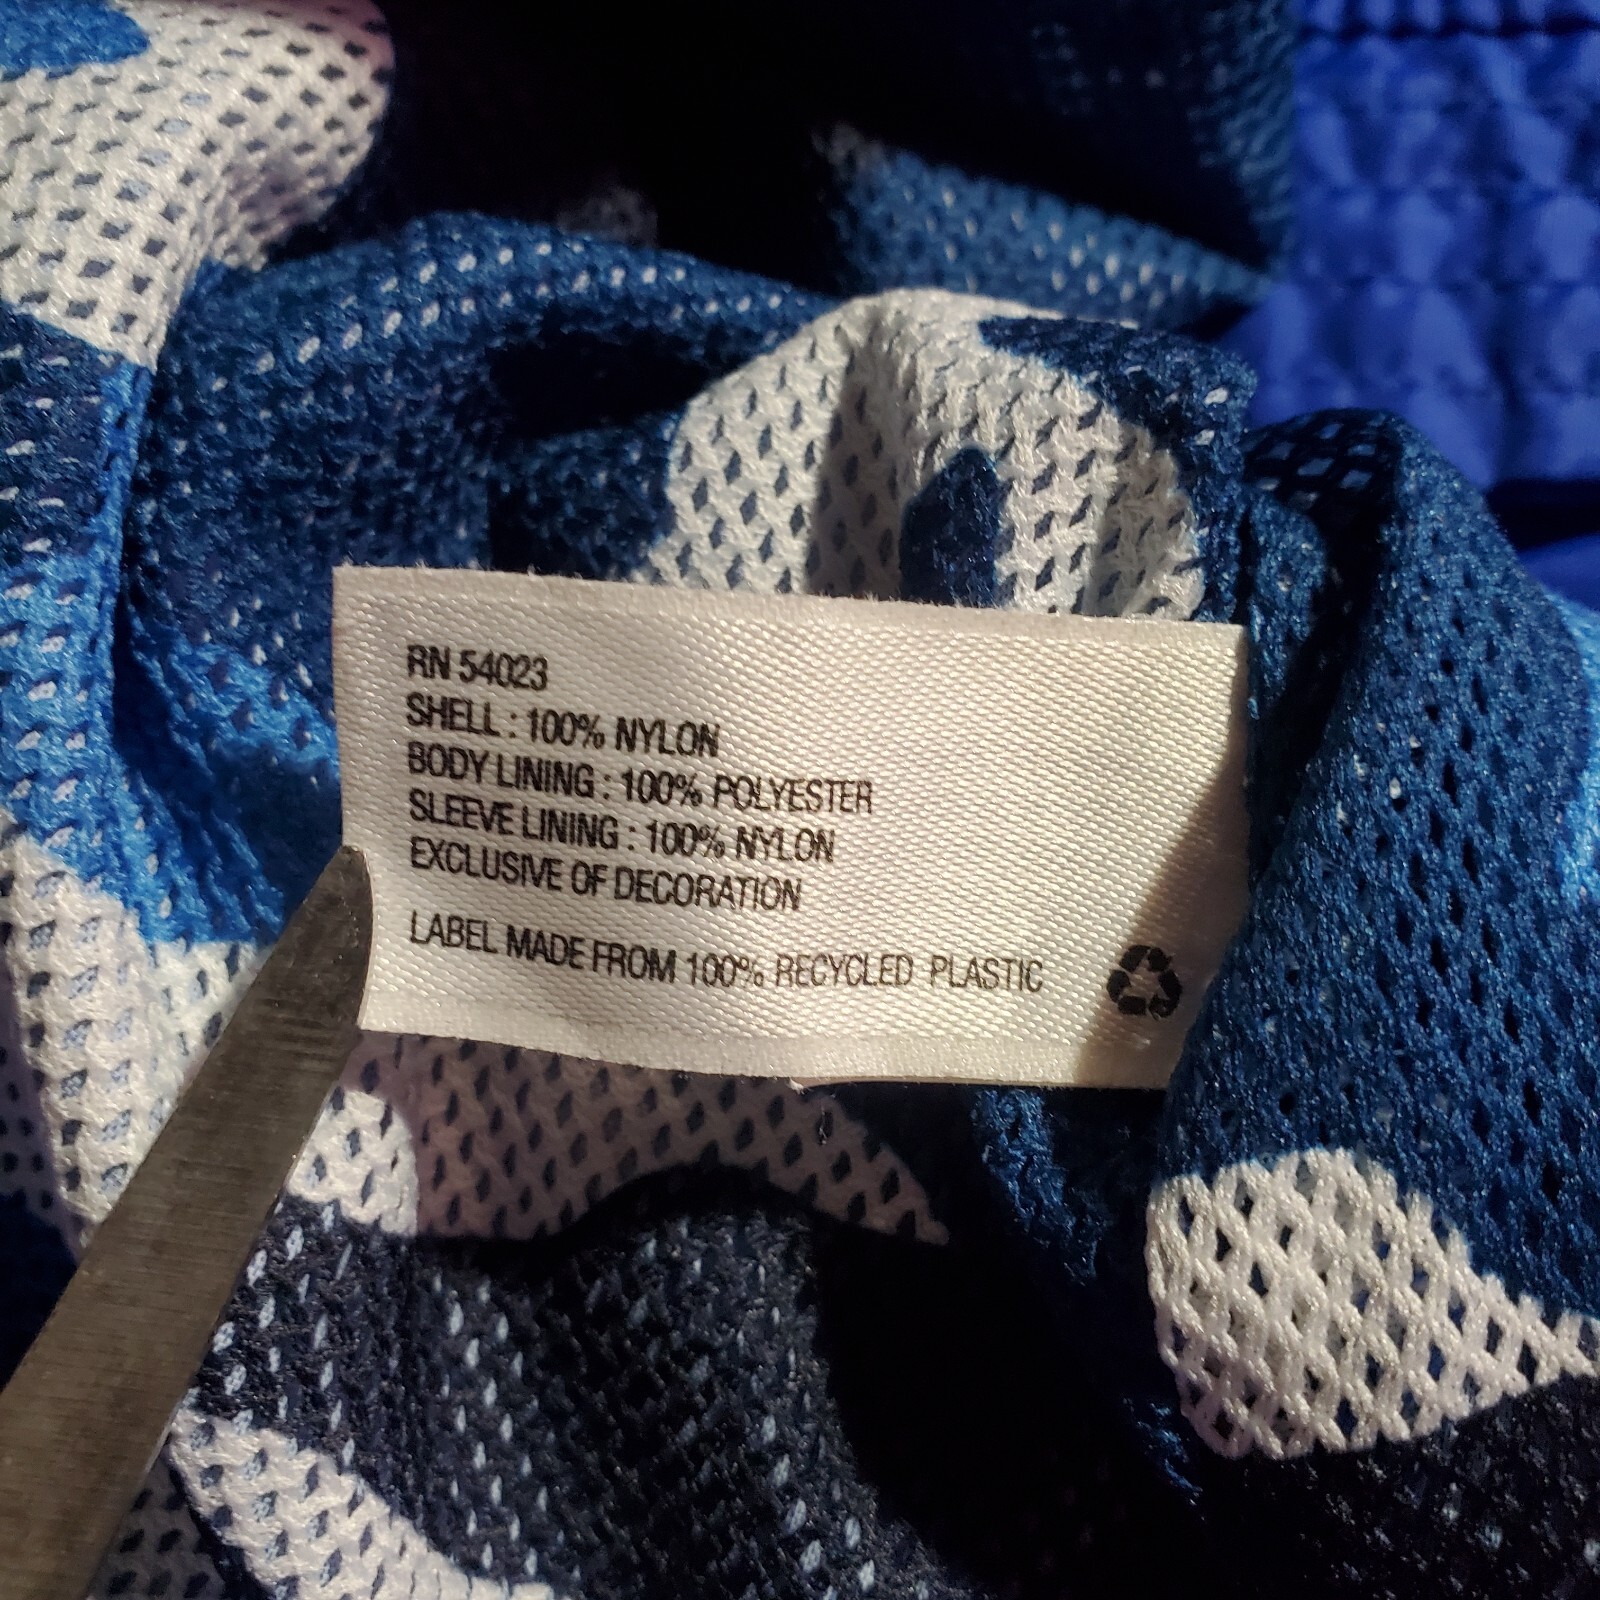 RN 54023
SHELL : 100% NYLON
BODY LINING : 100% POLYESTER
SLEEVE LINING : 100% NYLON
EXCLUSIVE OF DECORATION
LABEL MADE FROM 100% RECYCLED PLASTIC